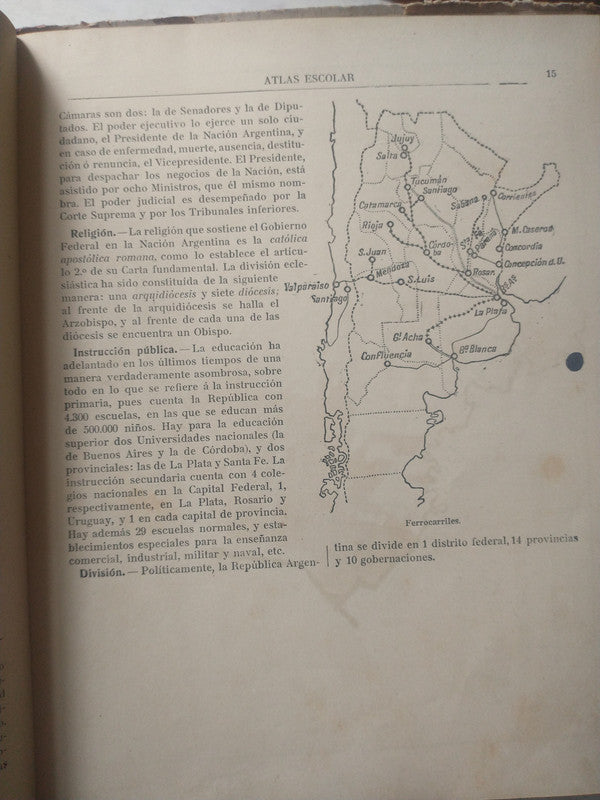 ATLAS ESCOLAR
15
Cámaras son dos: la de Senadores y la de Dipu-
tados. El poder ejecutivo lo ejerce un solo ciu-
dadano, el Presidente de la Nación Argentina, y
en caso de enfermedad, muerte, ausencia, destitu-
ción ó renuncia, el Vicepresidente. El Presidente,
para despachar los negocios de la Nación, está
asistido por ocho Ministros, que él mismo nom-
bra. El poder judicial es desempeñado por la
Corte Suprema y por los Tribunales inferiores.
Religión.—La religión que sostiene el Gobierno
Federal en la Nación Argentina es la católica
apostólica romana, como lo establece el artícu-
lo 2.º de su Carta fundamental. La división ecle-
siástica ha sido constituida de la siguiente
manera: una arquidiócesis y siete diócesis;
al frente de la arquidiócesis se halla el
Arzobispo, y al frente de cada una de las
diócesis se encuentra un Obispo.
Instrucción pública.—La educación ha
adelantado en los últimos tiempos de una
manera verdaderamente asombrosa, sobre
todo en lo que se refiere á la instrucción
primaria, pues cuenta la República con
4.300 escuelas, en las que se educan más
de 500.000 niños. Hay para la educación
superior dos Universidades nacionales (la
de Buenos Aires y la de Córdoba), y dos
provinciales: las de La Plata y Santa Fe. La
instrucción secundaria cuenta con 4 cole-
gios nacionales en la Capital Federal, 1,
respectivamente, en La Plata, Rosario y
Uruguay, y 1 en cada capital de provincia.
Hay además 29 escuelas normales, y esta-
blecimientos especiales para la enseñanza
comercial, industrial, militar y naval, etc.
División.—Políticamente, la República Argen-
Jujuy
Salta
Tucumán
Santiago
Catamarca
Rioja
Sabana
Corrientes
S. Juan
Córdo-
ba
Sta. Fe
Paraná
M. Caseros
Concordia
Concepción d. U.
Mendoza
S. Luis
Rosar.
Valparaiso
Santiago
Bs. As.
La Plata
Gl Acha
Confluencia
Ba Blanca
Ferrocarriles.
tina se divide en 1 distrito federal, 14 provincias
y 10 gobernaciones.